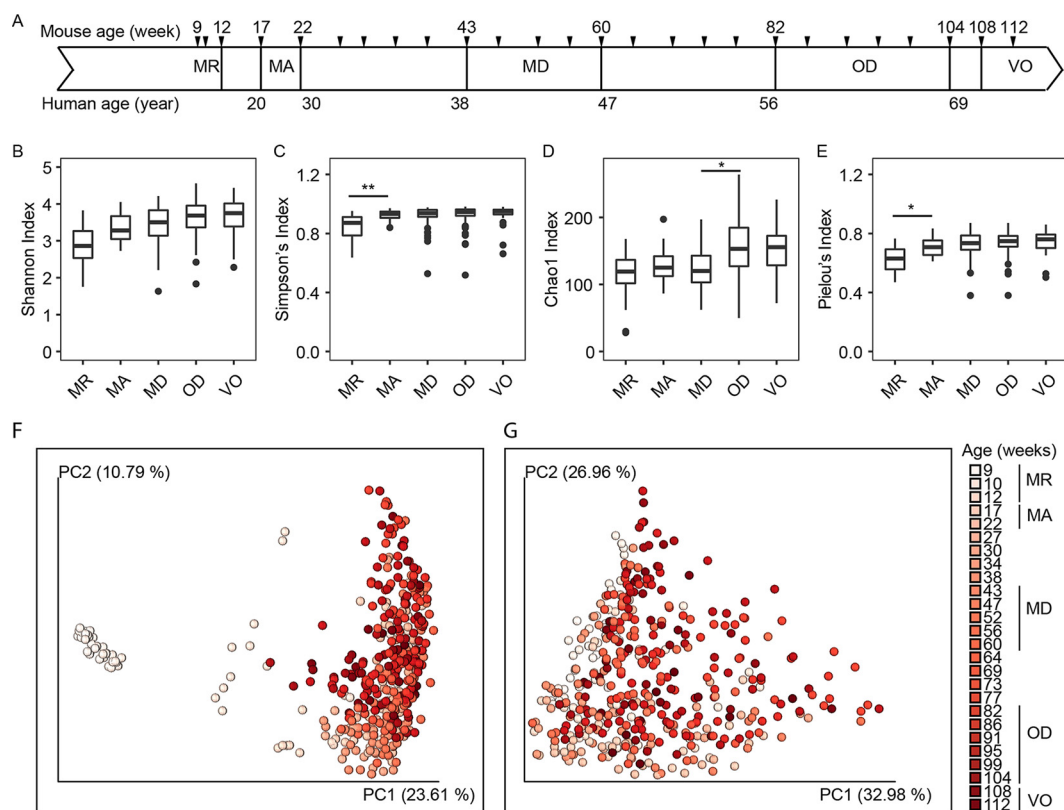 A
Mouse age (week) 9 12 17 22 43 60 82 104 108 112
MR MA MD OD VO
Human age (year) 20 30 38 47 56 69
B C D E
Shannon Index
5
4
3
2
1
0
MR MA MD OD VO
Simpson's Index
1.2
0.8
0.4
0.0
**
MR MA MD OD VO
Chao1 Index
200
100
0
*
MR MA MD OD VO
Pielou's Index
1.2
0.8
0.4
0.0
*
MR MA MD OD VO
F
PC2 (10.79 %)
PC1 (23.61 %)
G
PC2 (26.96 %)
PC1 (32.98 %)
Age (weeks)
9
10 MR
12
17 MA
22
27
30
34
38
43
47 MD
52
56
60
64
69
73
77
82
86
91 OD
95
99
104
108 VO
112